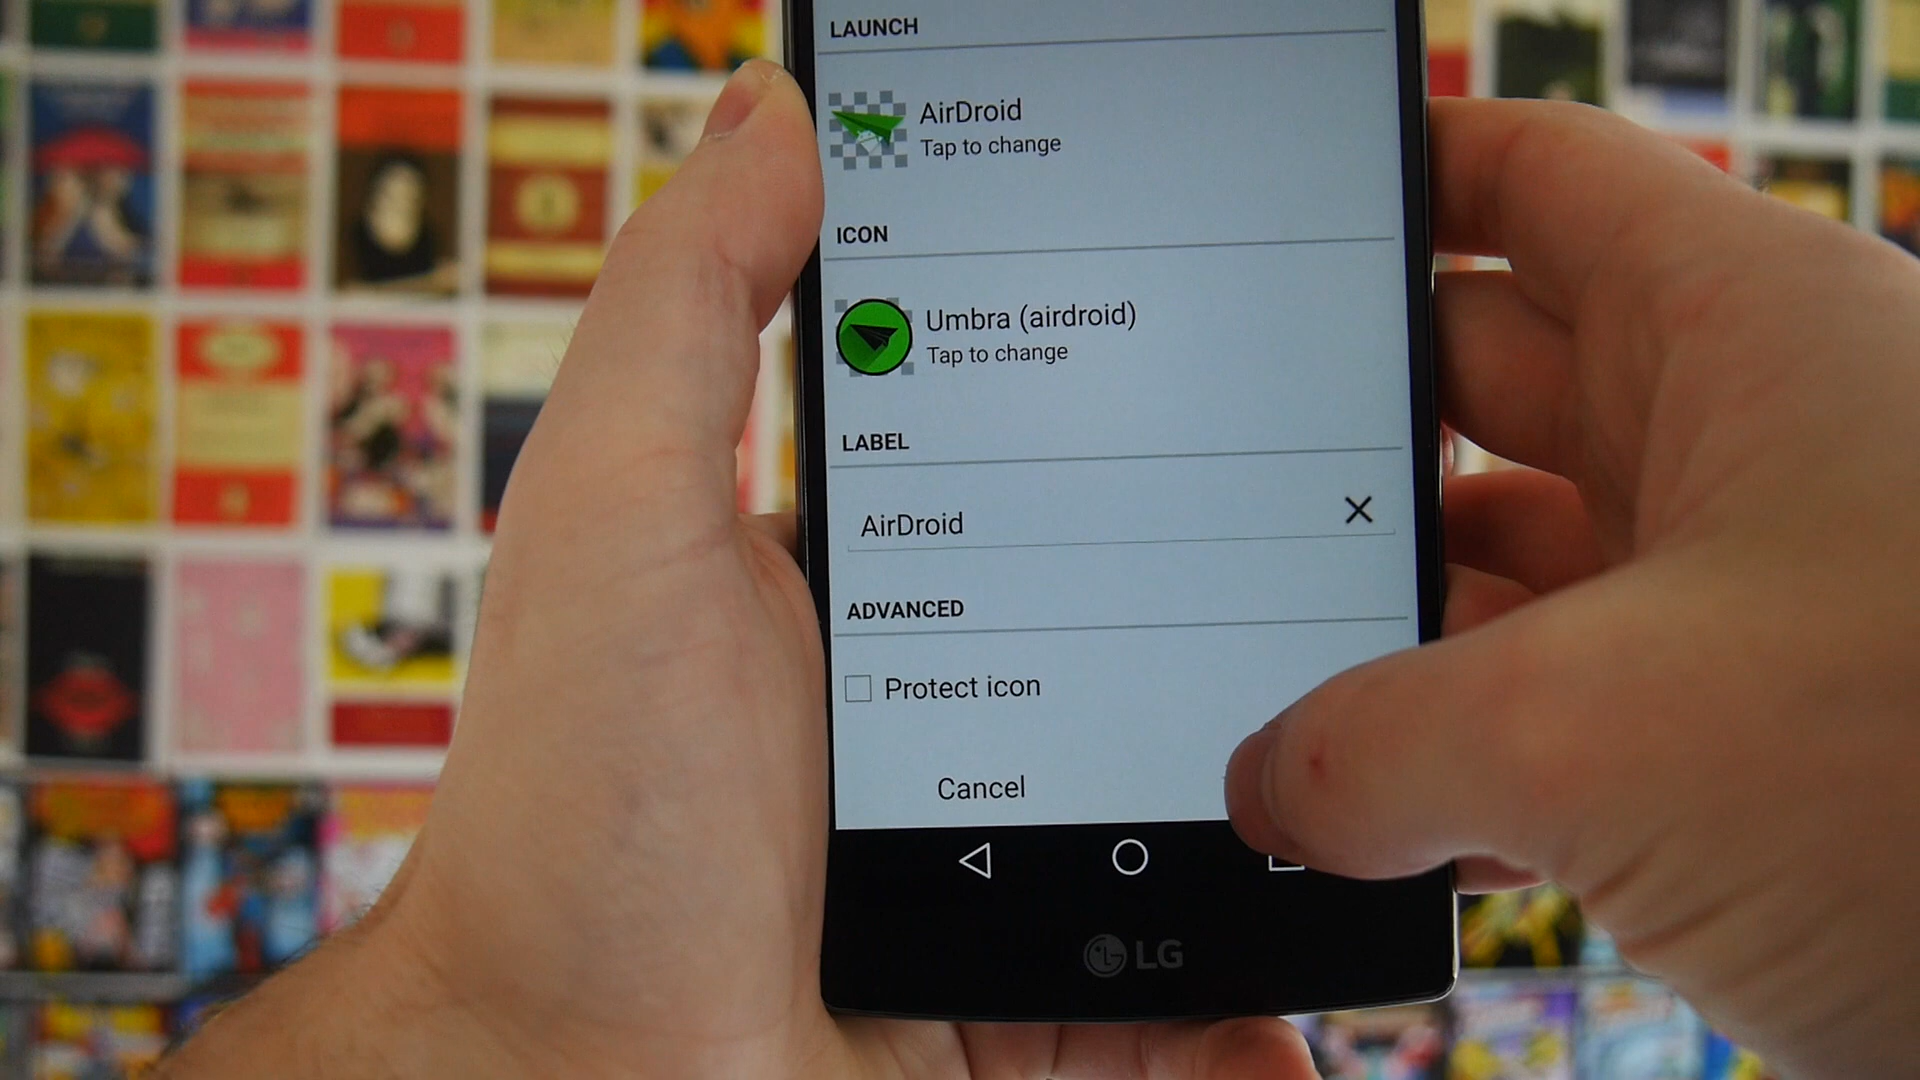 LAUNCH
AirDroid
Tap to change
ICON
Umbra (airdroid)
Tap to change
LABEL
AirDroid
ADVANCED
Protect icon
Cancel
LG